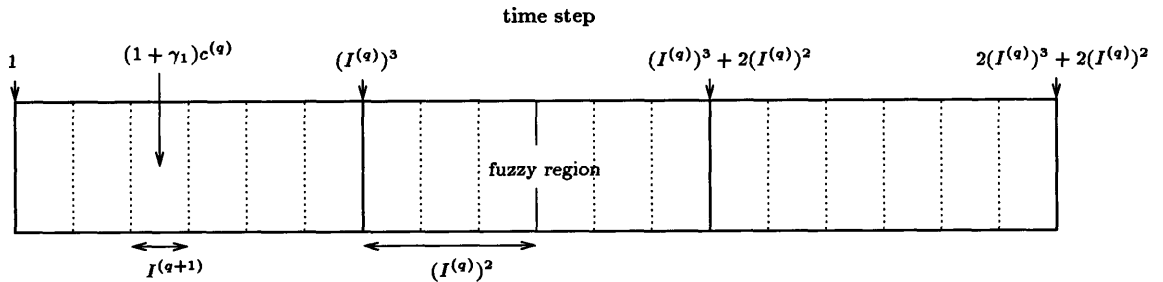 time step
1
(1 + γ₁)c⁽q⁾
(I⁽q⁾)³
(I⁽q⁾)³ + 2(I⁽q⁾)²
2(I⁽q⁾)³ + 2(I⁽q⁾)²
fuzzy region
I⁽q+1⁾
(I⁽q⁾)²